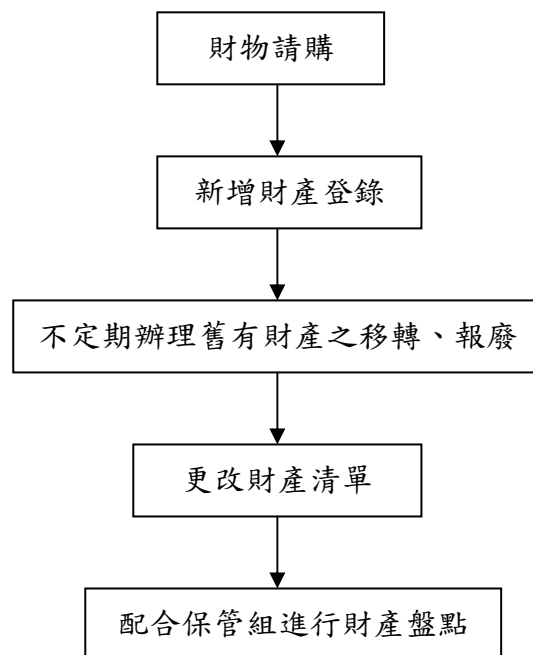 財物請購
新增財產登錄
不定期辦理舊有財產之移轉、報廢
更改財產清單
配合保管組進行財產盤點